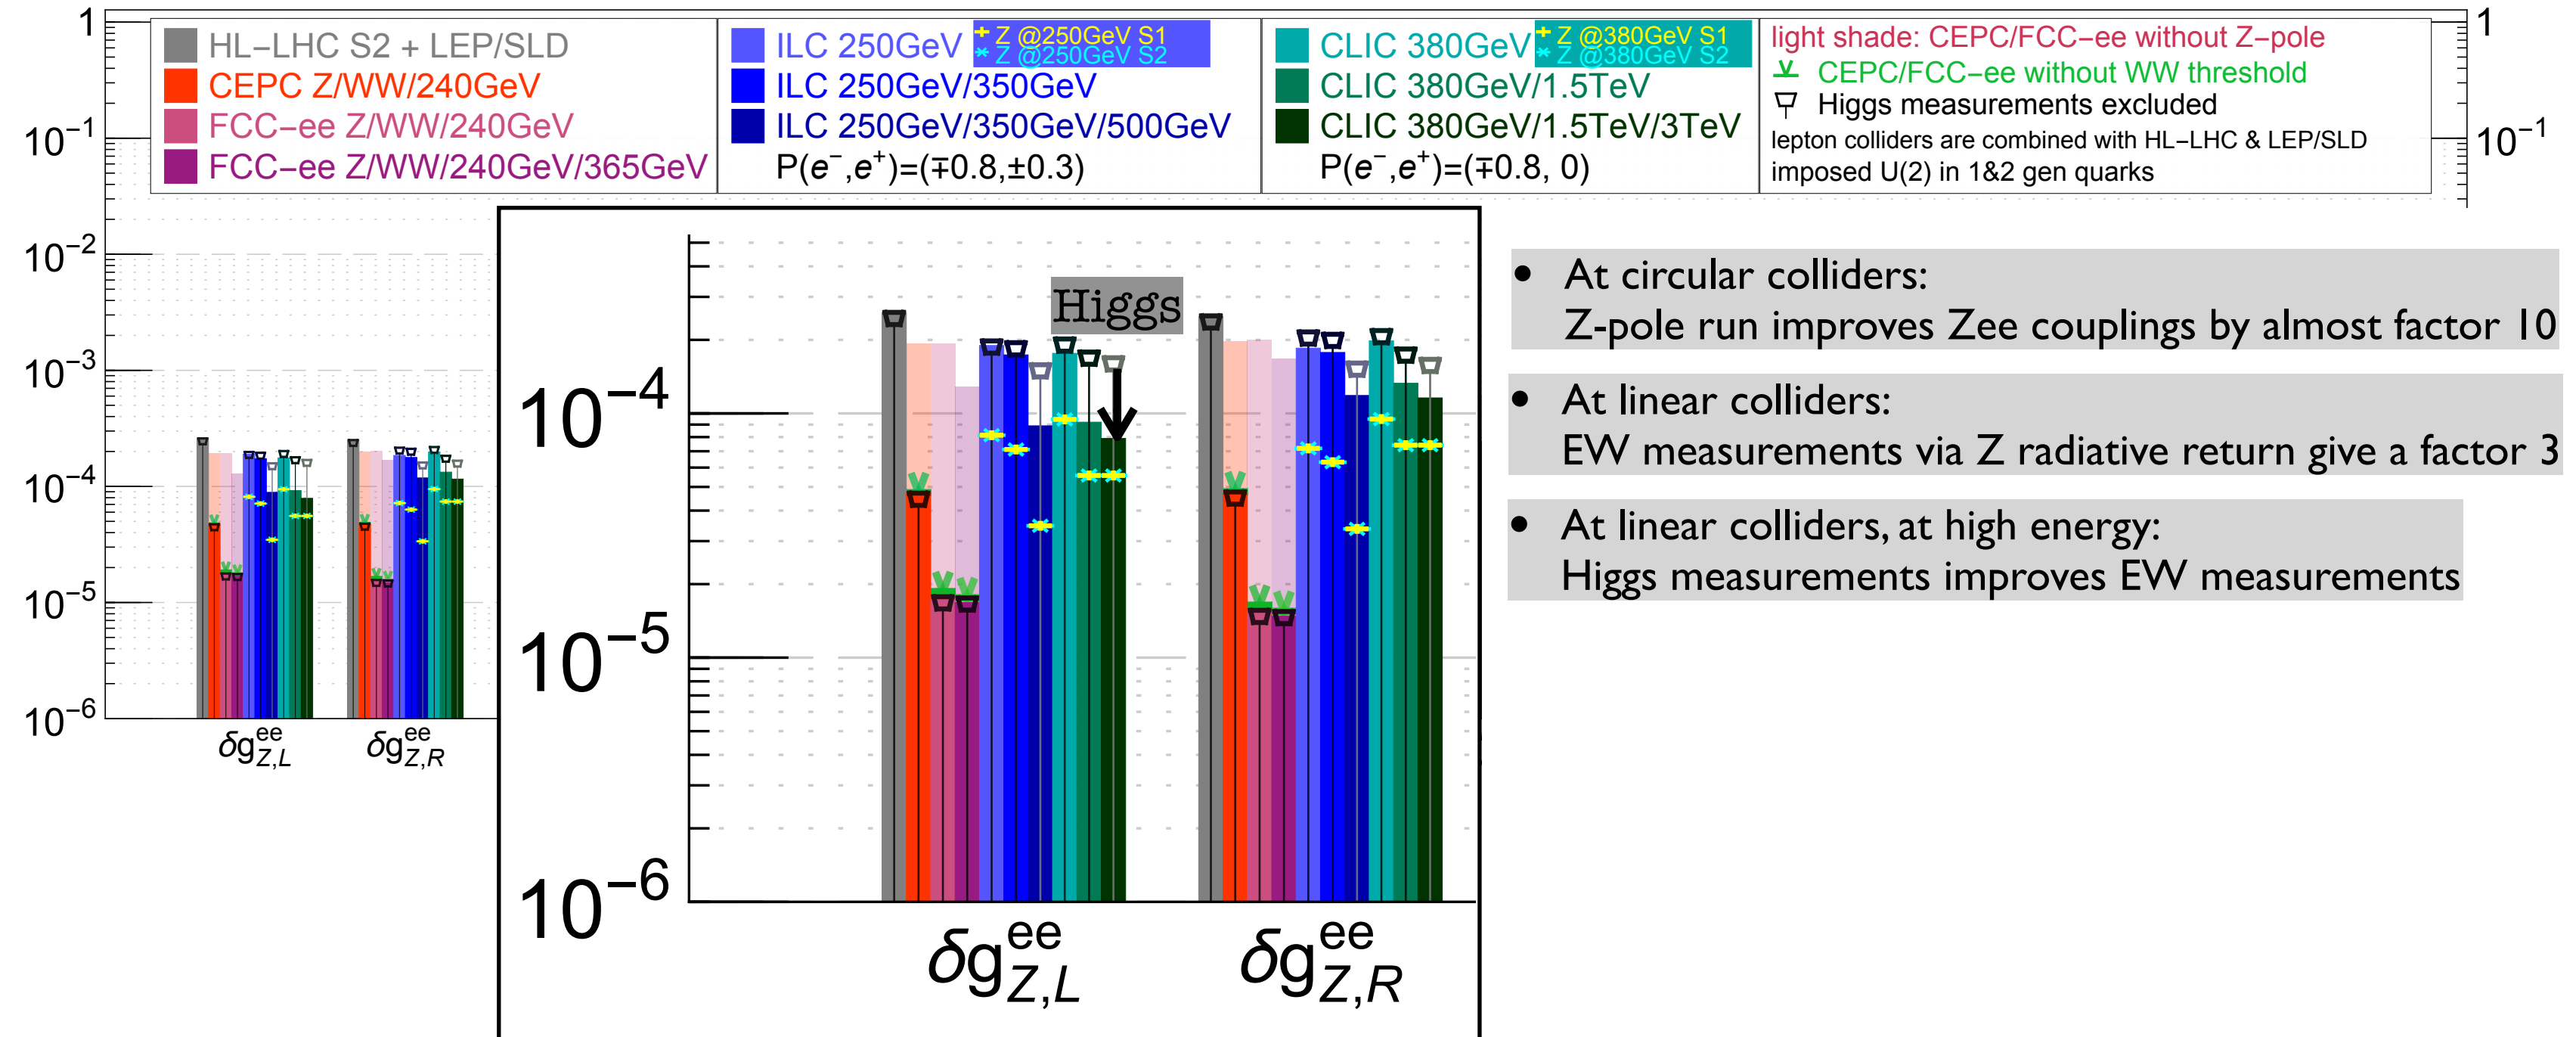 1
10⁻¹
10⁻²
10⁻³
10⁻⁴
10⁻⁵
10⁻⁶
HL−LHC S2 + LEP/SLD
CEPC Z/WW/240GeV
FCC−ee Z/WW/240GeV
FCC−ee Z/WW/240GeV/365GeV
ILC 250GeV
+ Z @250GeV S1
* Z @250GeV S2
ILC 250GeV/350GeV
ILC 250GeV/350GeV/500GeV
P(e⁻,e⁺)=(∓0.8,±0.3)
CLIC 380GeV
+ Z @380GeV S1
* Z @380GeV S2
CLIC 380GeV/1.5TeV
CLIC 380GeV/1.5TeV/3TeV
P(e⁻,e⁺)=(∓0.8, 0)
light shade: CEPC/FCC−ee without Z−pole
CEPC/FCC−ee without WW threshold
Higgs measurements excluded
lepton colliders are combined with HL−LHC & LEP/SLD
imposed U(2) in 1&2 gen quarks
1
10⁻¹
δg^ee_Z,L
δg^ee_Z,R
Higgs
10⁻⁴
10⁻⁵
10⁻⁶
δg^ee_Z,L
δg^ee_Z,R
• At circular colliders:
Z-pole run improves Zee couplings by almost factor 10
• At linear colliders:
EW measurements via Z radiative return give a factor 3
• At linear colliders, at high energy:
Higgs measurements improves EW measurements